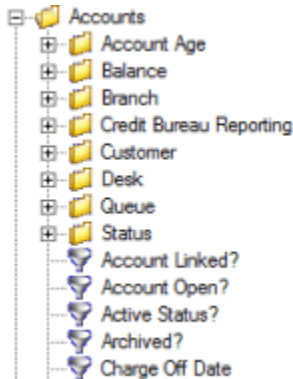 Accounts
Account Age
Balance
Branch
Credit Bureau Reporting
Customer
Desk
Queue
Status
Account Linked?
Account Open?
Active Status?
Archived?
Charge Off Date